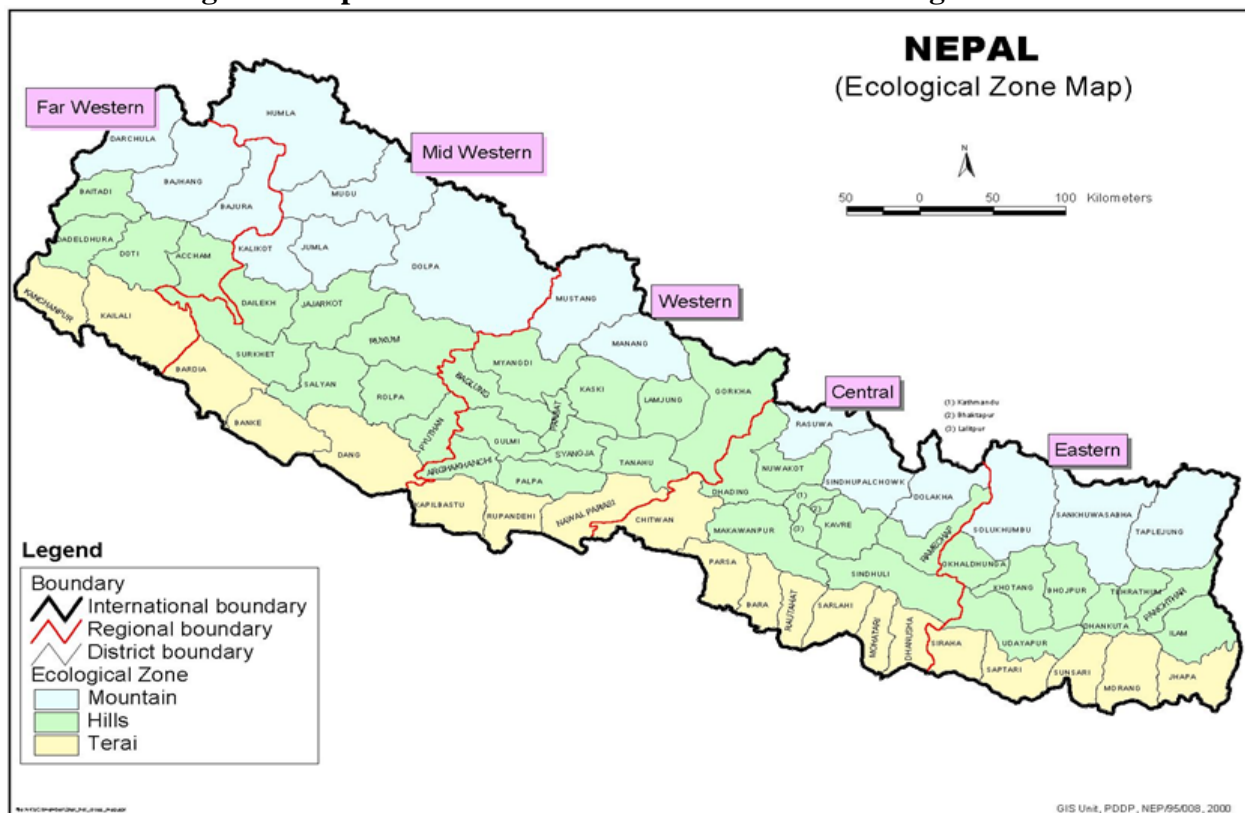 NEPAL
(Ecological Zone Map)
Far Western
Mid Western
Western
Central
Eastern
N
50 0 50 100 Kilometers
(1) Kathmandu
(2) Bhaktapur
(3) Lalitpur
HUMLA
DARCHULA
BAJHANG
BAJURA
MUGU
BAITADI
DADELDHURA
DOTI
ACCHAM
KALIKOT
JUMLA
DOLPA
MUSTANG
MANANG
KANCHANPUR
KAILALI
DAILEKH
JAJARKOT
RUKUM
SURKHET
SALYAN
ROLPA
BARDIA
BANKE
DANG
PYUTHAN
MYANGDI
BAGLUNG
PARBAT
KASKI
LAMJUNG
GORKHA
GULMI
SYANGJA
TANAHU
ARGHAKHANCHI
PALPA
KAPILBASTU
RUPANDEHI
NAWAL PARASI
CHITWAN
RASUWA
NUWAKOT
SINDHUPALCHOWK
DOLAKHA
DHADING
(1)
(2)
(3)
KAVRE
MAKAWANPUR
RAMECHAP
SINDHULI
PARSA
BARA
RAUTAHAT
SARLAHI
MOHATARI
DHANUSHA
SOLUKHUMBU
SANKHUWASABHA
TAPLEJUNG
OKHALDHUNGA
KHOTANG
BHOJPUR
TEHRATHUM
PANCHTHAR
DHANKUTA
ILAM
UDAYAPUR
SIRAHA
SAPTARI
SUNSARI
MORANG
JHAPA
Legend
Boundary
International boundary
Regional boundary
District boundary
Ecological Zone
Mountain
Hills
Terai
GIS Unit, PDDP, NEP/95/008, 2000